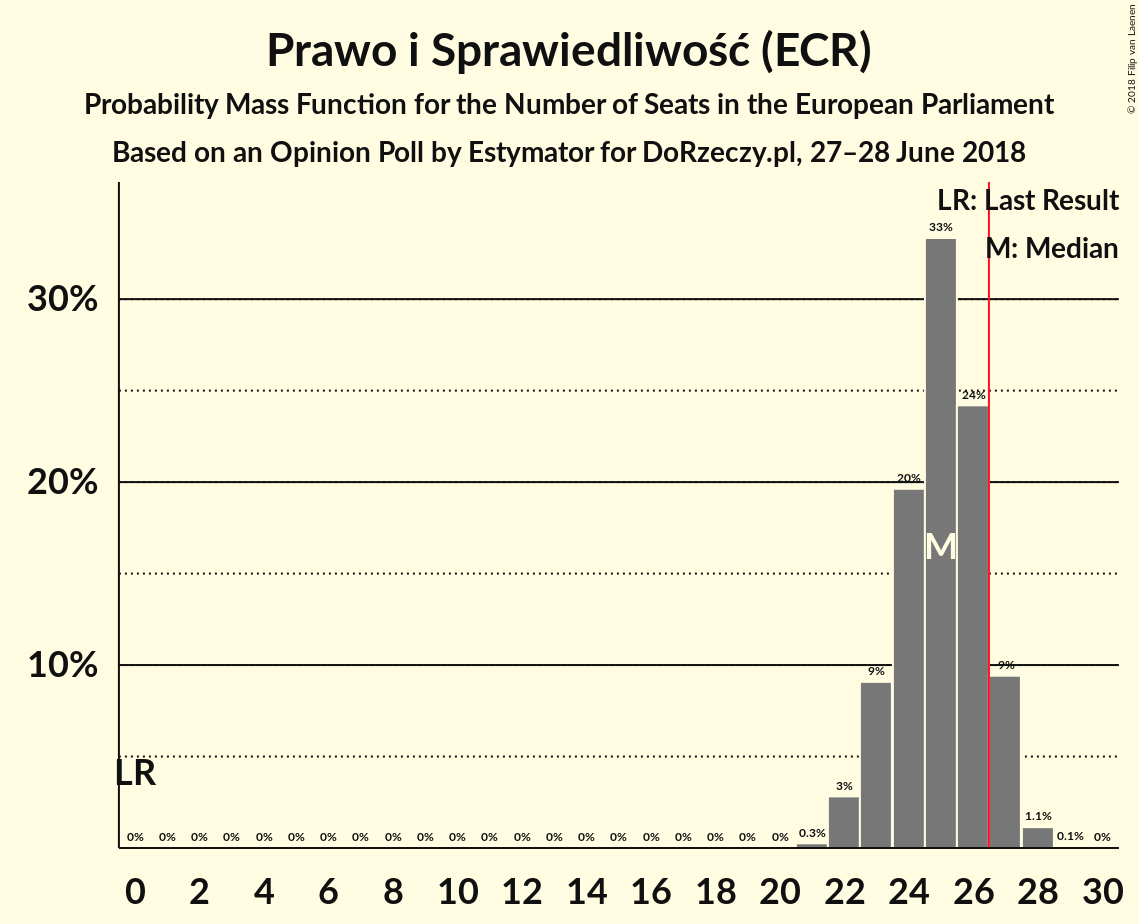 Prawo i Sprawiedliwość (ECR)
Probability Mass Function for the Number of Seats in the European Parliament
Based on an Opinion Poll by Estymator for DoRzeczy.pl, 27–28 June 2018
© 2018 Filip van Laenen
LR: Last Result
M: Median
30%
20%
10%
33%
24%
20%
M
9%
9%
LR
3%
1.1%
0% 0% 0% 0% 0% 0% 0% 0% 0% 0% 0% 0% 0% 0% 0% 0% 0% 0% 0% 0% 0% 0.3% 0.1% 0%
0 2 4 6 8 10 12 14 16 18 20 22 24 26 28 30